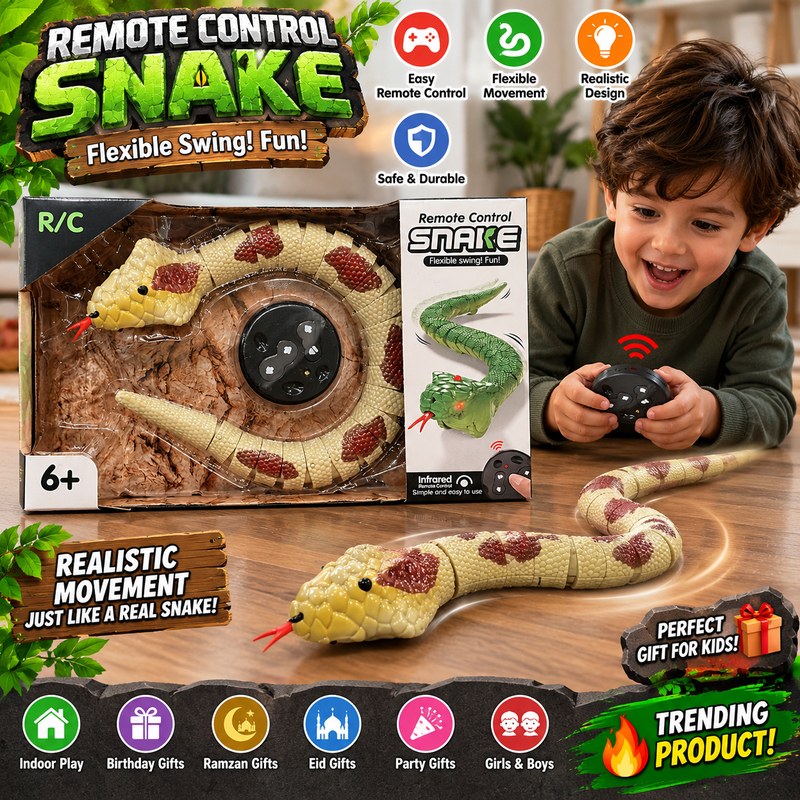 REMOTE CONTROL
SNAKE
Flexible Swing! Fun!
Easy
Remote Control
Flexible
Movement
Realistic
Design
Safe & Durable
R/C
6+
Remote Control
SNAKE
Flexible swing! Fun!
Infrared
Remote Control
Simple and easy to use
REALISTIC
MOVEMENT
JUST LIKE A REAL SNAKE!
PERFECT
GIFT FOR KIDS!
Indoor Play
Birthday Gifts
Ramzan Gifts
Eid Gifts
Party Gifts
Girls & Boys
TRENDING
PRODUCT!